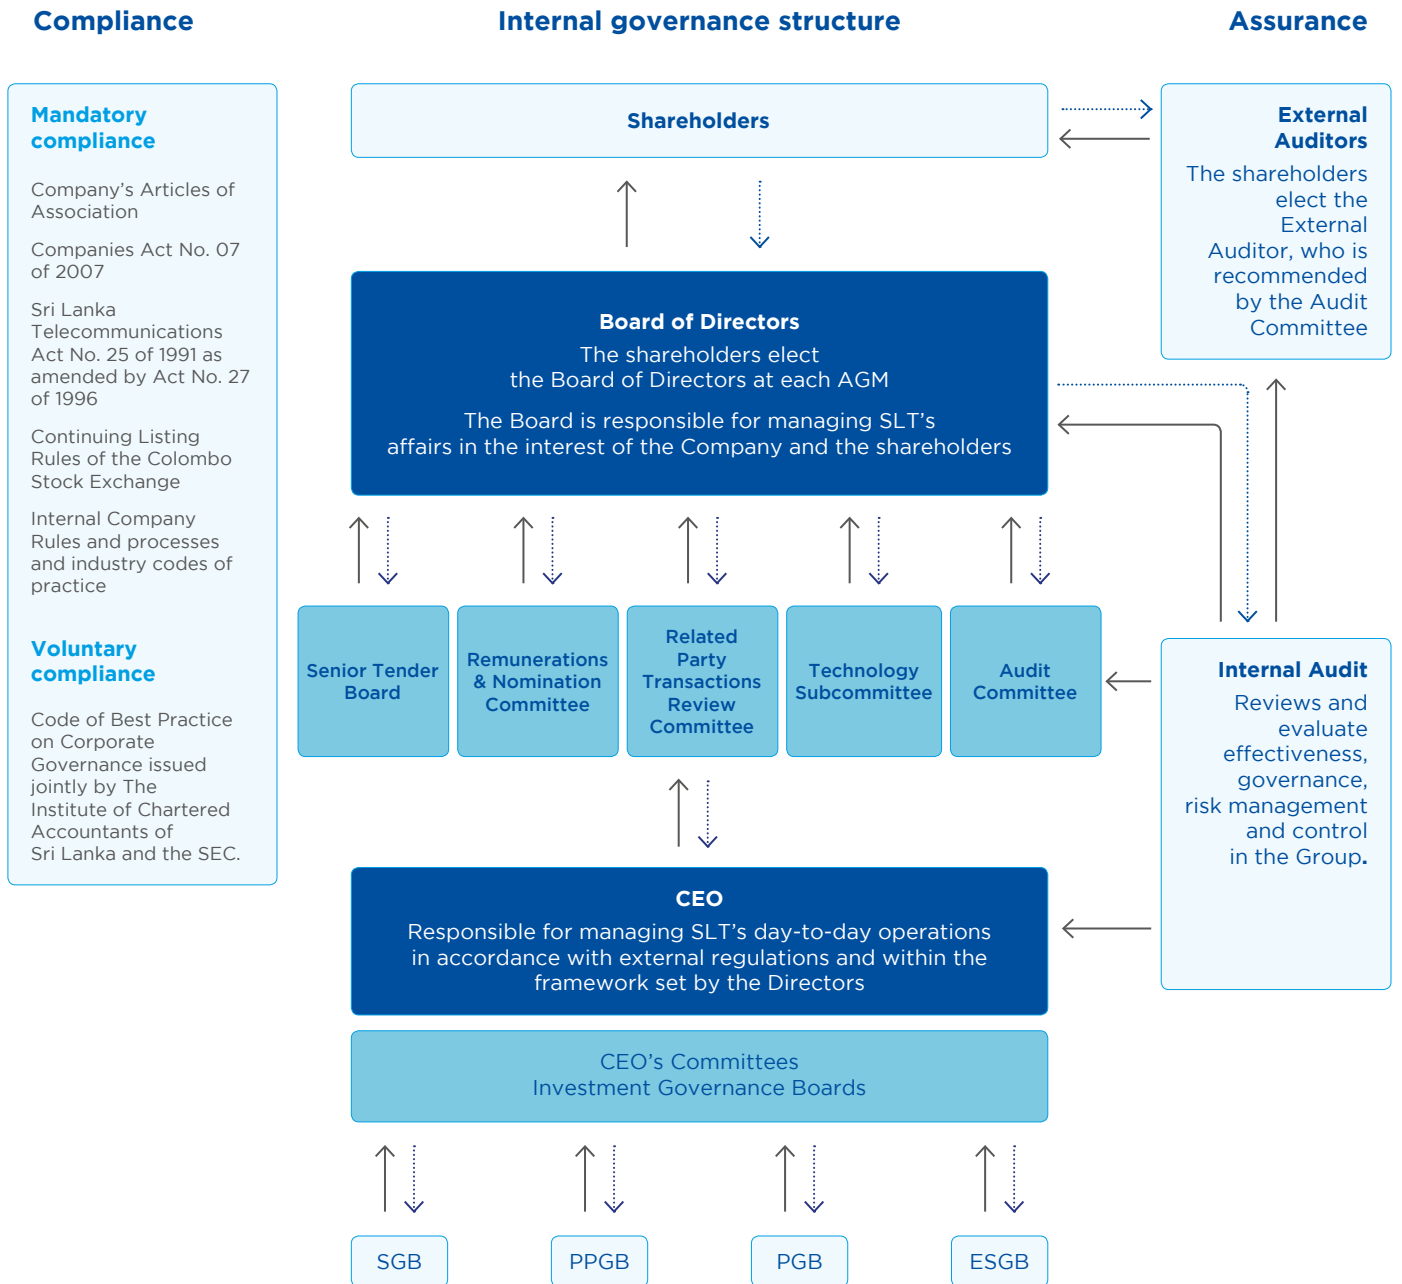 Compliance
Internal governance structure
Assurance
Mandatory
compliance
Company's Articles of
Association
Companies Act No. 07
of 2007
Sri Lanka
Telecommunications
Act No. 25 of 1991 as
amended by Act No. 27
of 1996
Continuing Listing
Rules of the Colombo
Stock Exchange
Internal Company
Rules and processes
and industry codes of
practice
Voluntary
compliance
Code of Best Practice
on Corporate
Governance issued
jointly by The
Institute of Chartered
Accountants of
Sri Lanka and the SEC.
Shareholders
Board of Directors
The shareholders elect
the Board of Directors at each AGM
The Board is responsible for managing SLT's
affairs in the interest of the Company and the shareholders
Senior Tender
Board
Remunerations
& Nomination
Committee
Related
Party
Transactions
Review
Committee
Technology
Subcommittee
Audit
Committee
CEO
Responsible for managing SLT's day-to-day operations
in accordance with external regulations and within the
framework set by the Directors
CEO's Committees
Investment Governance Boards
SGB
PPGB
PGB
ESGB
External
Auditors
The shareholders
elect the
External
Auditor, who is
recommended
by the Audit
Committee
Internal Audit
Reviews and
evaluate
effectiveness,
governance,
risk management
and control
in the Group.